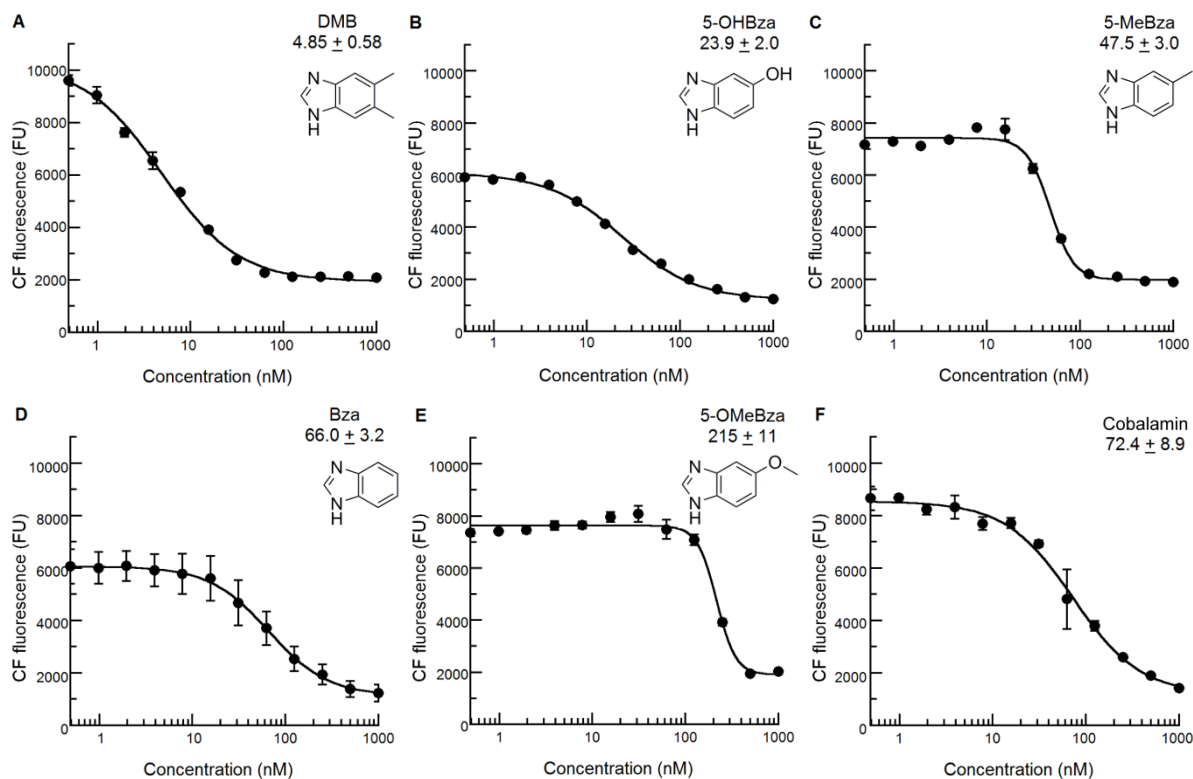 A
DMB
4.85 ± 0.58
N
N
H
CF fluorescence (FU)
10000
8000
6000
4000
2000
0
1
10
100
1000
Concentration (nM)
B
5-OHBza
23.9 ± 2.0
N
OH
N
H
CF fluorescence (FU)
10000
8000
6000
4000
2000
0
1
10
100
1000
Concentration (nM)
C
5-MeBza
47.5 ± 3.0
N
N
H
CF fluorescence (FU)
10000
8000
6000
4000
2000
0
1
10
100
1000
Concentration (nM)
D
Bza
66.0 ± 3.2
N
N
H
CF fluorescence (FU)
10000
8000
6000
4000
2000
0
1
10
100
1000
Concentration (nM)
E
5-OMeBza
215 ± 11
N
O
N
H
CF fluorescence (FU)
10000
8000
6000
4000
2000
0
1
10
100
1000
Concentration (nM)
F
Cobalamin
72.4 ± 8.9
CF fluorescence (FU)
10000
8000
6000
4000
2000
0
1
10
100
1000
Concentration (nM)